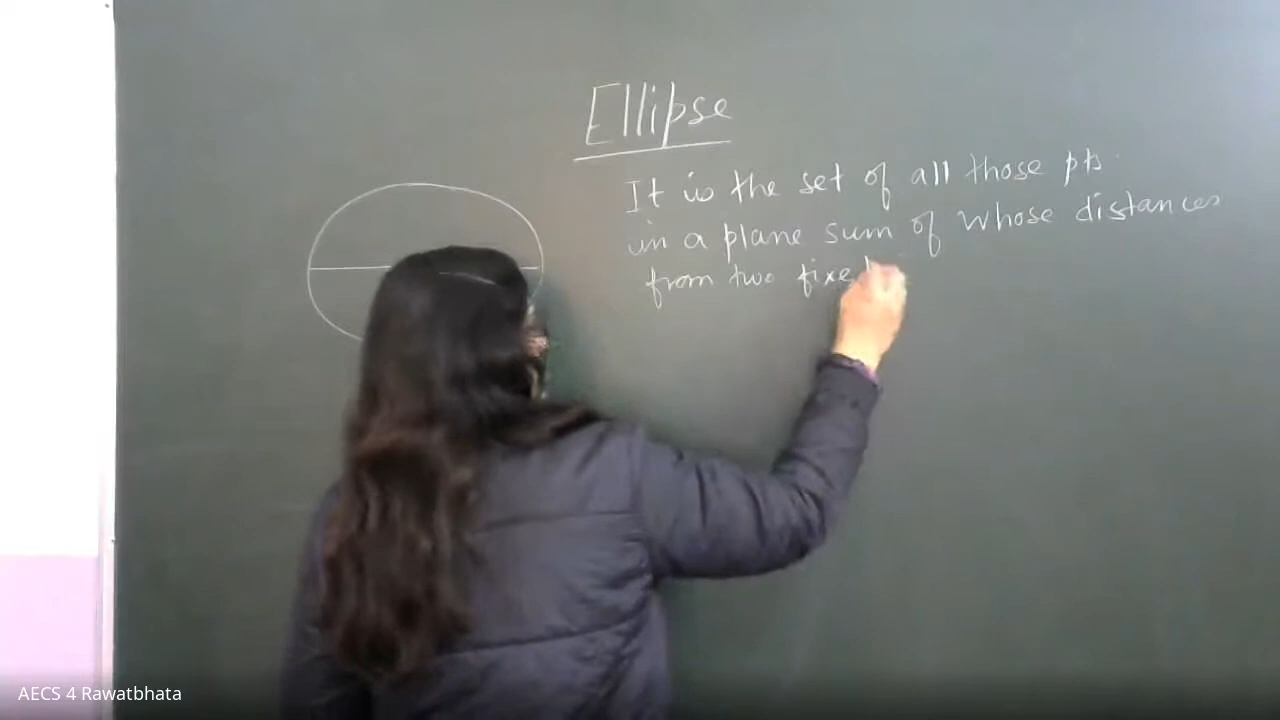 Ellipse
It is the set of all those pts.
in a plane sum of whose distances
from two fixed
AECS 4 Rawatbhata